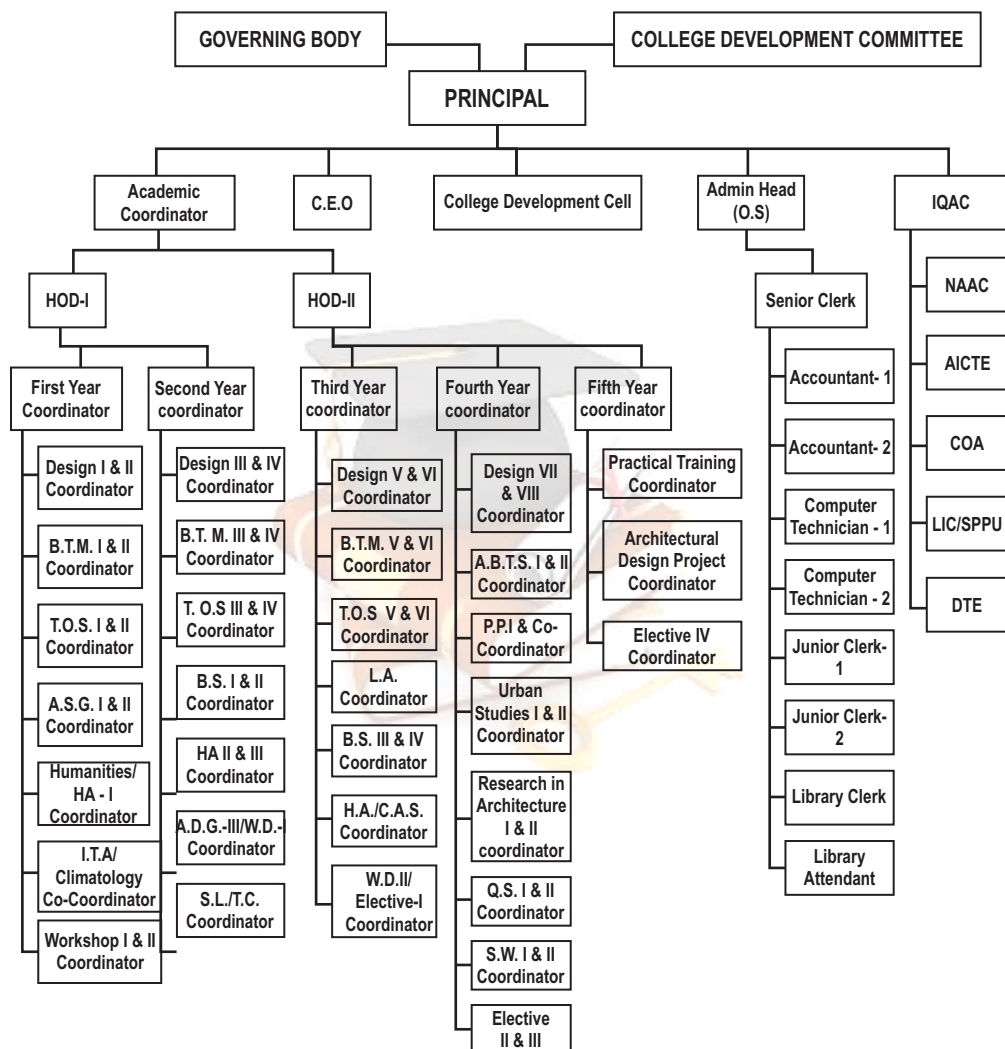 GOVERNING BODY
COLLEGE DEVELOPMENT COMMITTEE
PRINCIPAL
Academic
Coordinator
C.E.O
College Development Cell
Admin Head
(O.S)
IQAC
HOD-I
HOD-II
Senior Clerk
NAAC
AICTE
COA
LIC/SPPU
DTE
First Year
Coordinator
Second Year
coordinator
Third Year
coordinator
Fourth Year
coordinator
Fifth Year
coordinator
Design I & II
Coordinator
B.T.M. I & II
Coordinator
T.O.S. I & II
Coordinator
A.S.G. I & II
Coordinator
Humanities/
HA - I
Coordinator
I.T.A/
Climatology
Co-Coordinator
Workshop I & II
Coordinator
Design III & IV
Coordinator
B.T. M. III & IV
Coordinator
T. O.S III & IV
Coordinator
B.S. I & II
Coordinator
HA II & III
Coordinator
A.D.G.-III/W.D.-I
Coordinator
S.L./T.C.
Coordinator
Design V & VI
Coordinator
B.T.M. V & VI
Coordinator
T.O.S V & VI
Coordinator
L.A.
Coordinator
B.S. III & IV
Coordinator
H.A./C.A.S.
Coordinator
W.D.II/
Elective-I
Coordinator
Design VII
& VIII
Coordinator
A.B.T.S. I & II
Coordinator
P.P.I & Co-
Coordinator
Urban
Studies I & II
Coordinator
Research in
Architecture
I & II
coordinator
Q.S. I & II
Coordinator
S.W. I & II
Coordinator
Elective
II & III
Practical Training
Coordinator
Architectural
Design Project
Coordinator
Elective IV
Coordinator
Accountant- 1
Accountant- 2
Computer
Technician - 1
Computer
Technician - 2
Junior Clerk-
1
Junior Clerk-
2
Library Clerk
Library
Attendant